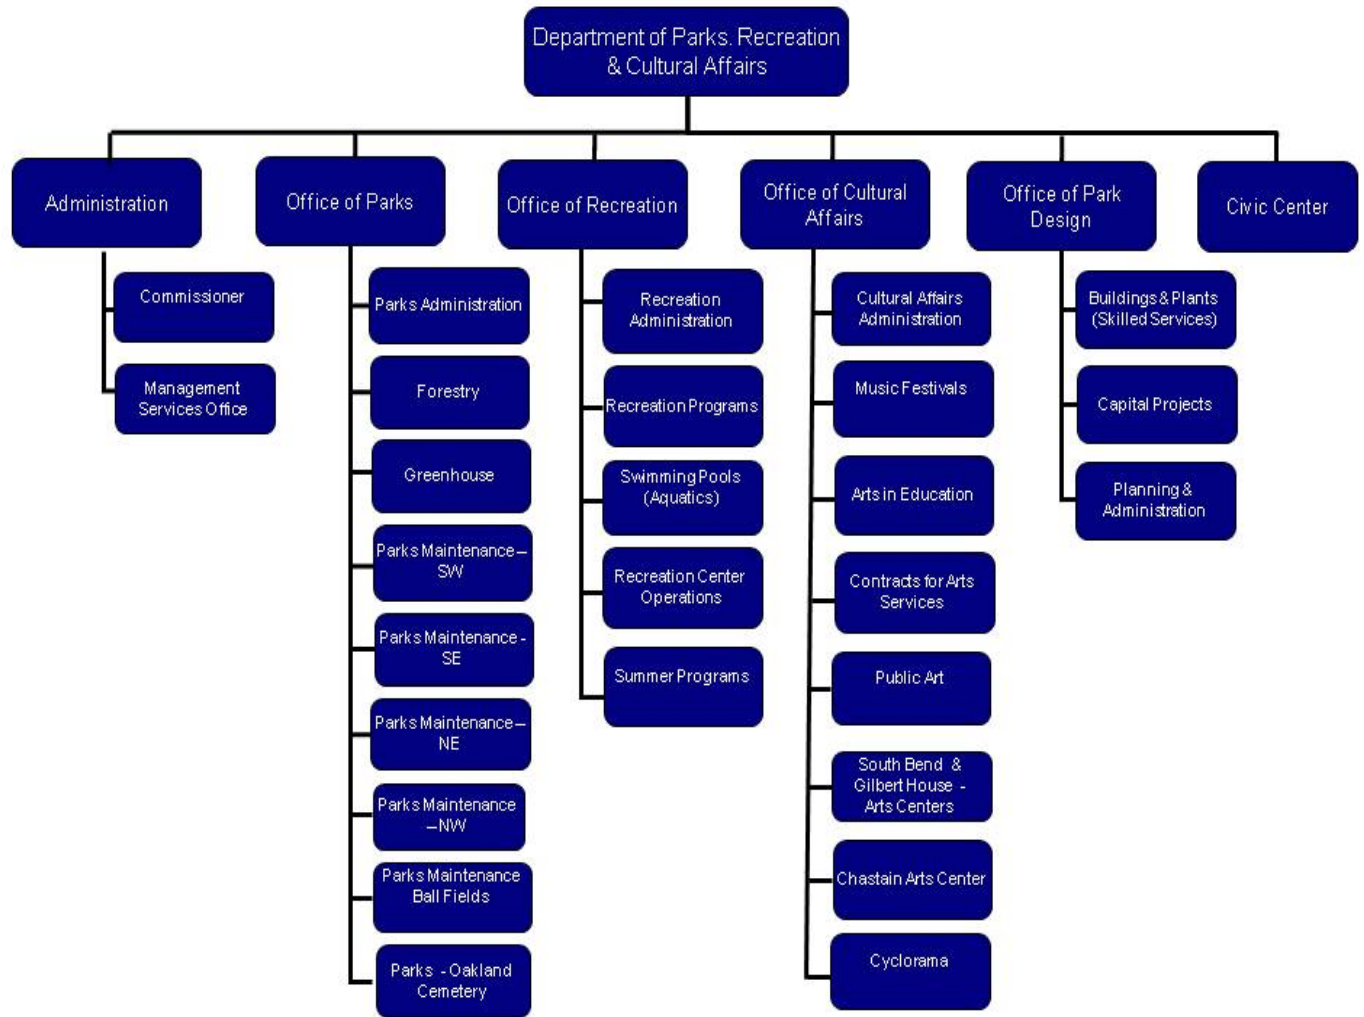 Department of Parks. Recreation
& Cultural Affairs
Administration
Commissioner
Management
Services Office
Office of Parks
Parks Administration
Forestry
Greenhouse
Parks Maintenance –
SW
Parks Maintenance -
SE
Parks Maintenance –
NE
Parks Maintenance
– NW
Parks Maintenance
Ball Fields
Parks - Oakland
Cemetery
Office of Recreation
Recreation
Administration
Recreation Programs
Swimming Pools
(Aquatics)
Recreation Center
Operations
Summer Programs
Office of Cultural
Affairs
Cultural Affairs
Administration
Music Festivals
Arts in Education
Contracts for Arts
Services
Public Art
South Bend &
Gilbert House -
Arts Centers
Chastain Arts Center
Cyclorama
Office of Park
Design
Buildings & Plants
(Skilled Services)
Capital Projects
Planning &
Administration
Civic Center